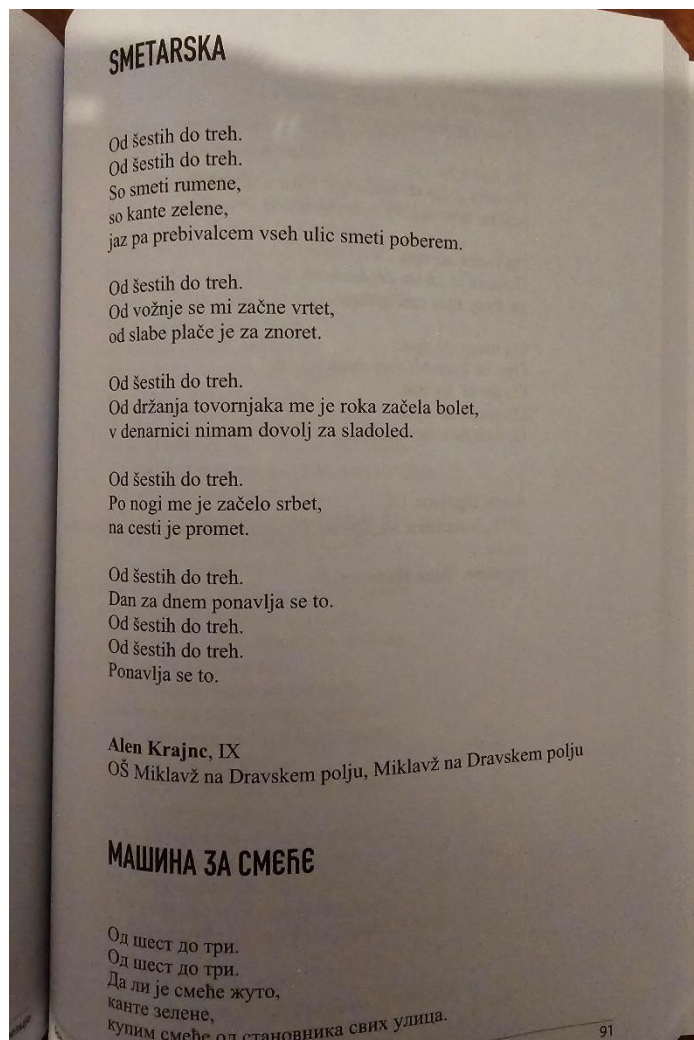 SMETARSKA
Od šestih do treh.
Od šestih do treh.
So smeti rumene,
so kante zelene,
jaz pa prebivalcem vseh ulic smeti poberem.
Od šestih do treh.
Od vožnje se mi začne vrtet,
od slabe plače je za znoret.
Od šestih do treh.
Od držanja tovornjaka me je roka začela bolet,
v denarnici nimam dovolj za sladoled.
Od šestih do treh.
Po nogi me je začelo srbet,
na cesti je promet.
Od šestih do treh.
Dan za dnem ponavlja se to.
Od šestih do treh.
Od šestih do treh.
Ponavlja se to.
Alen Krajnc, IX
OŠ Miklavž na Dravskem polju, Miklavž na Dravskem polju
МАШИНА ЗА СМЕЋЕ
Од шест до три.
Од шест до три.
Да ли је смеће жуто,
канте зелене,
купим смеће од становника свих улица.
91